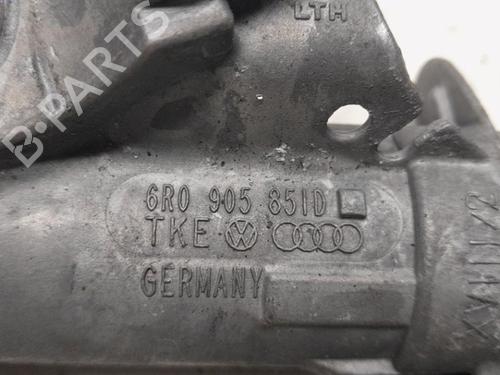 LTH
B-PARTS
6R0 905 851D
TKE
GERMANY